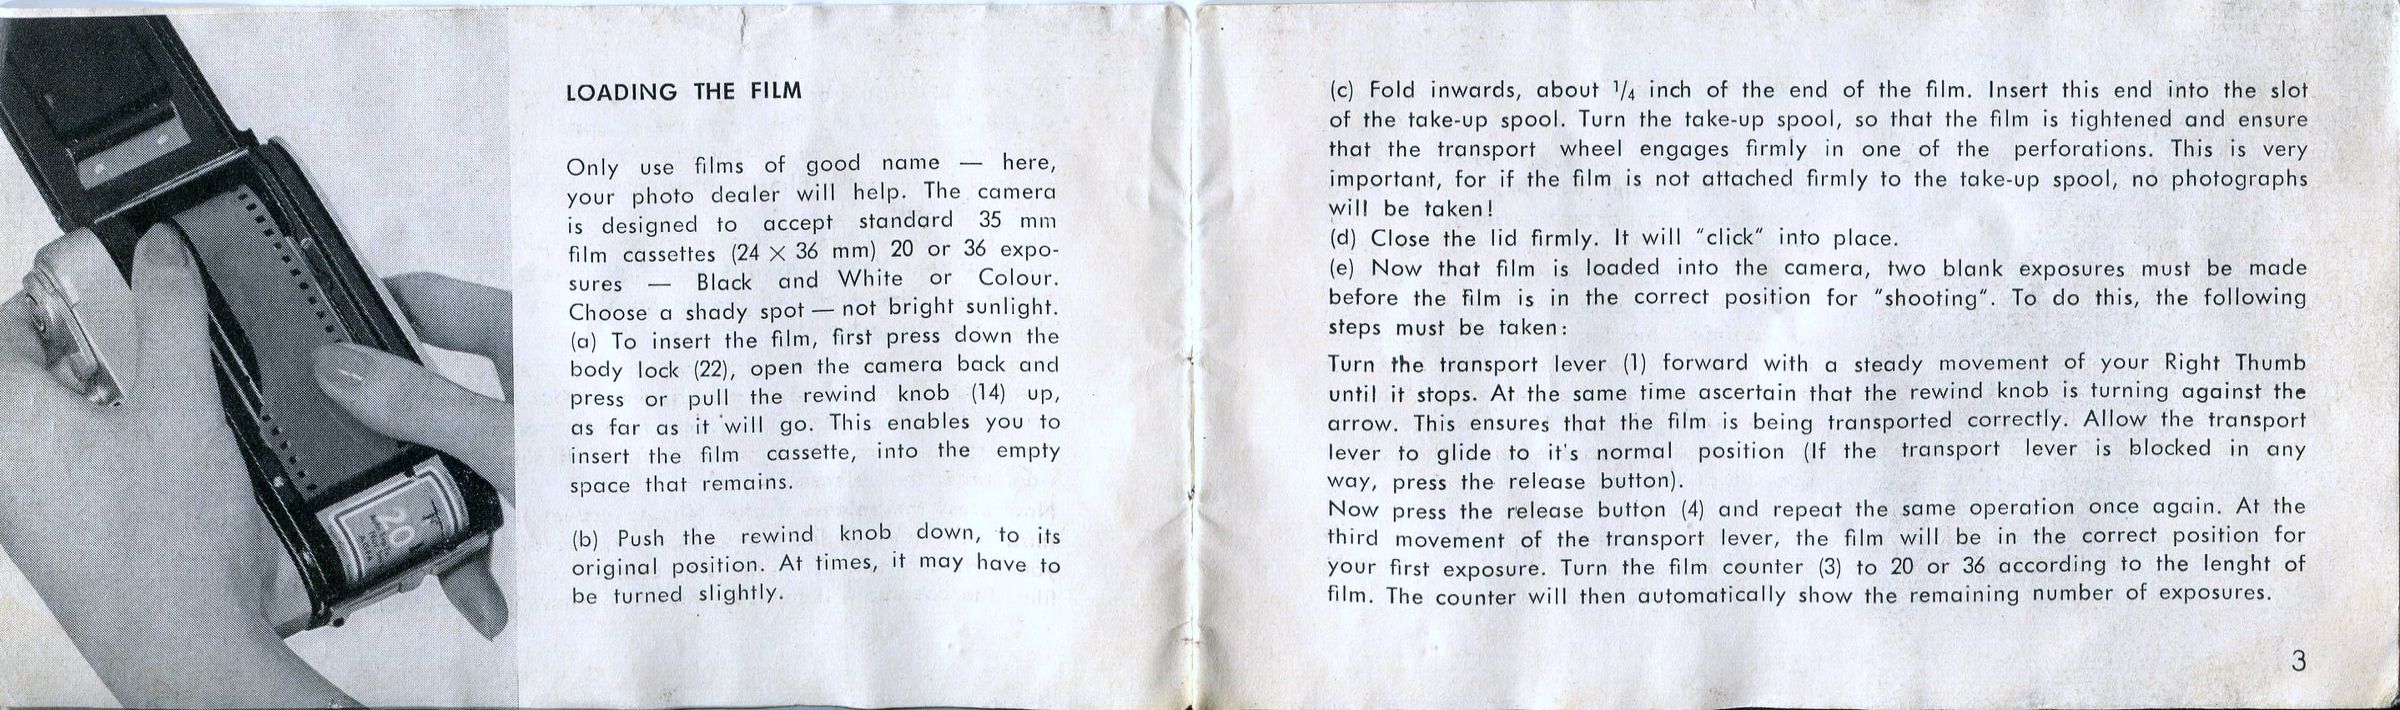 LOADING THE FILM
Only use films of good name — here,
your photo dealer will help. The camera
is designed to accept standard 35 mm
film cassettes (24 × 36 mm) 20 or 36 expo-
sures — Black and White or Colour.
Choose a shady spot — not bright sunlight.
(a) To insert the film, first press down the
body lock (22), open the camera back and
press or pull the rewind knob (14) up,
as far as it will go. This enables you to
insert the film cassette, into the empty
space that remains.
(b) Push the rewind knob down, to its
original position. At times, it may have to
be turned slightly.
20
(c) Fold inwards, about 1/4 inch of the end of the film. Insert this end into the slot
of the take-up spool. Turn the take-up spool, so that the film is tightened and ensure
that the transport wheel engages firmly in one of the perforations. This is very
important, for if the film is not attached firmly to the take-up spool, no photographs
will be taken!
(d) Close the lid firmly. It will "click" into place.
(e) Now that film is loaded into the camera, two blank exposures must be made
before the film is in the correct position for "shooting". To do this, the following
steps must be taken:
Turn the transport lever (1) forward with a steady movement of your Right Thumb
until it stops. At the same time ascertain that the rewind knob is turning against the
arrow. This ensures that the film is being transported correctly. Allow the transport
lever to glide to it's normal position (If the transport lever is blocked in any
way, press the release button).
Now press the release button (4) and repeat the same operation once again. At the
third movement of the transport lever, the film will be in the correct position for
your first exposure. Turn the film counter (3) to 20 or 36 according to the lenght of
film. The counter will then automatically show the remaining number of exposures.
3